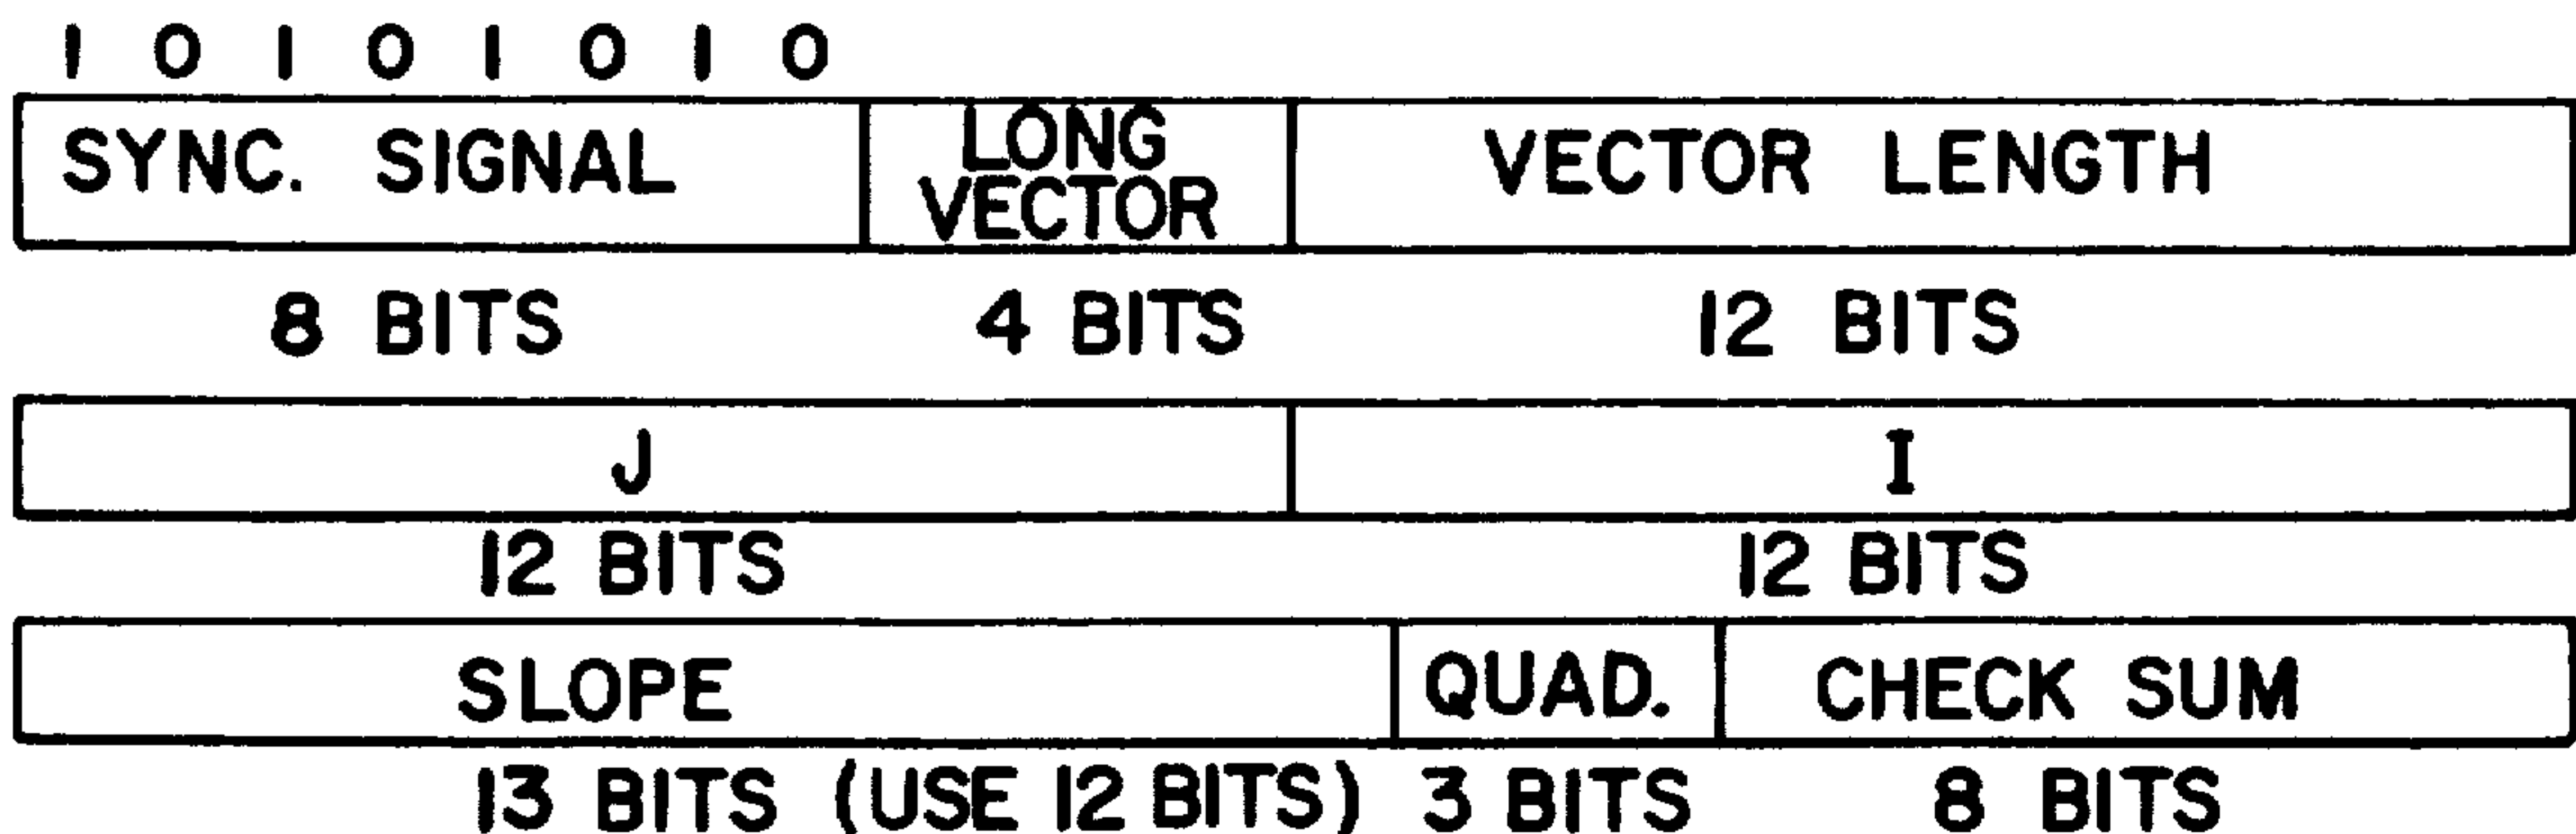 1 0 1 0 1 0 1 0
SYNC. SIGNAL LONG VECTOR VECTOR LENGTH
8 BITS 4 BITS 12 BITS
J I
12 BITS 12 BITS
SLOPE QUAD. CHECK SUM
13 BITS (USE 12 BITS) 3 BITS 8 BITS